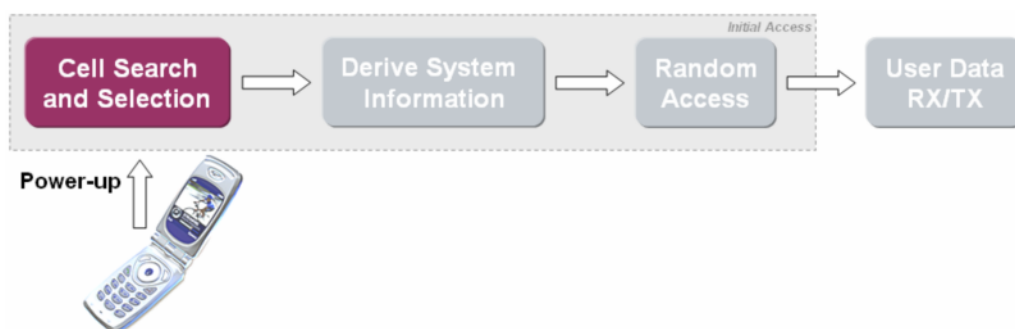 Initial Access
Cell Search
and Selection
Derive System
Information
Random
Access
User Data
RX/TX
Power-up